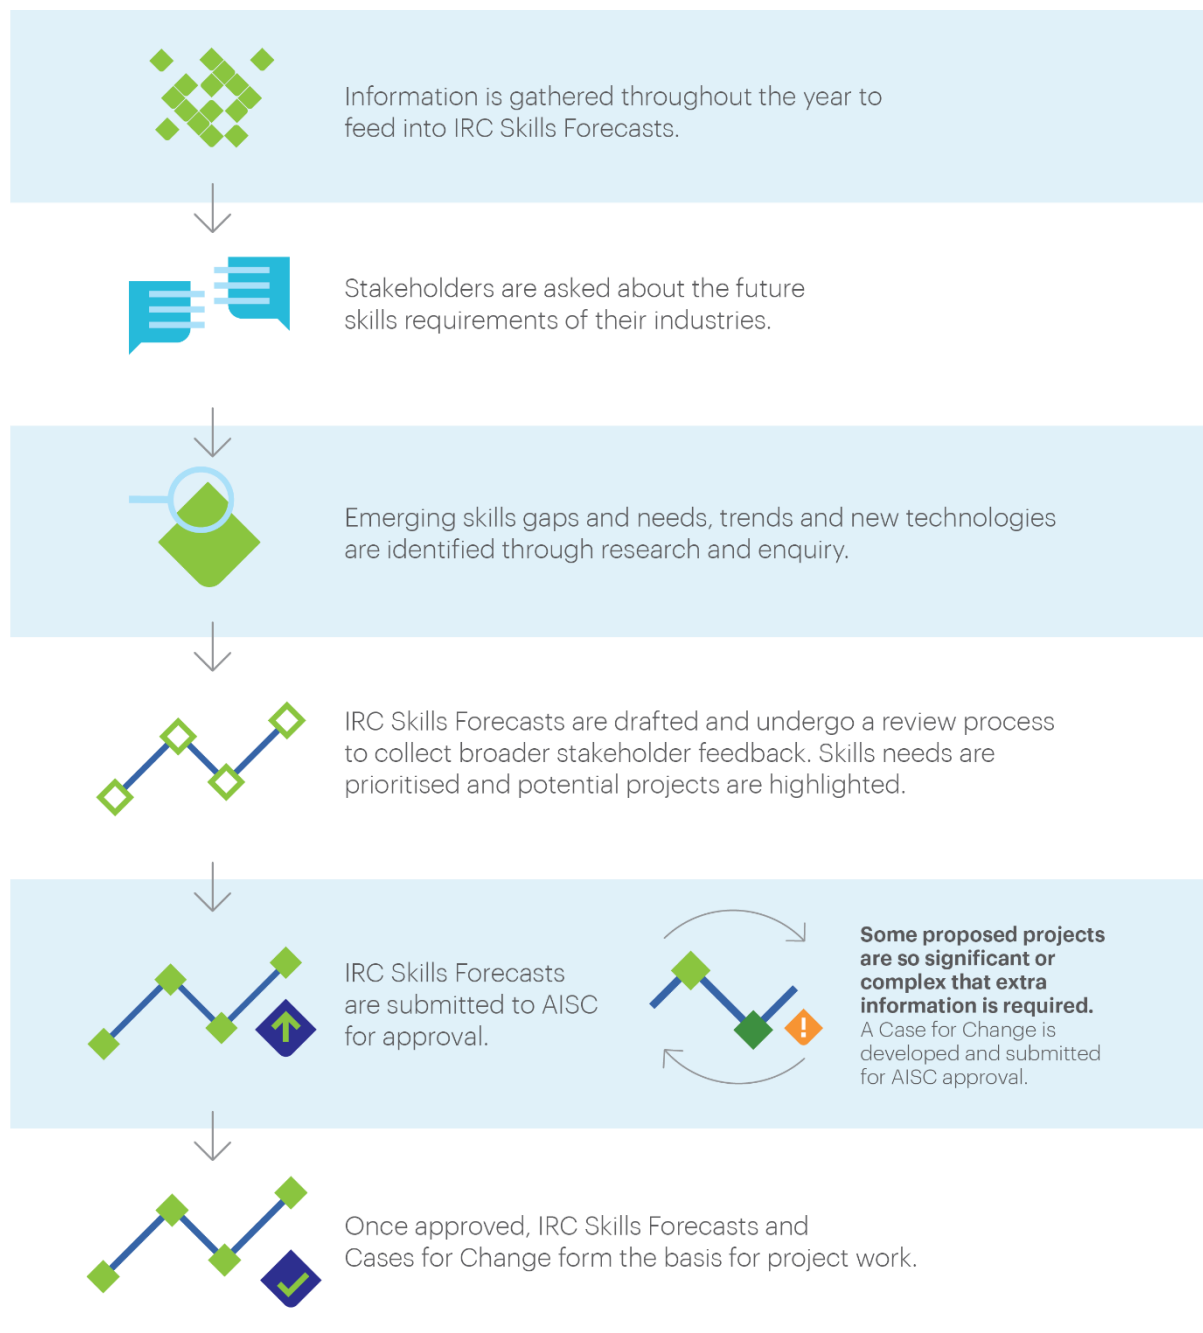 Information is gathered throughout the year to
feed into IRC Skills Forecasts.
Stakeholders are asked about the future
skills requirements of their industries.
Emerging skills gaps and needs, trends and new technologies
are identified through research and enquiry.
IRC Skills Forecasts are drafted and undergo a review process
to collect broader stakeholder feedback. Skills needs are
prioritised and potential projects are highlighted.
IRC Skills Forecasts
are submitted to AISC
for approval.
Some proposed projects
are so significant or
complex that extra
information is required.
A Case for Change is
developed and submitted
for AISC approval.
Once approved, IRC Skills Forecasts and
Cases for Change form the basis for project work.